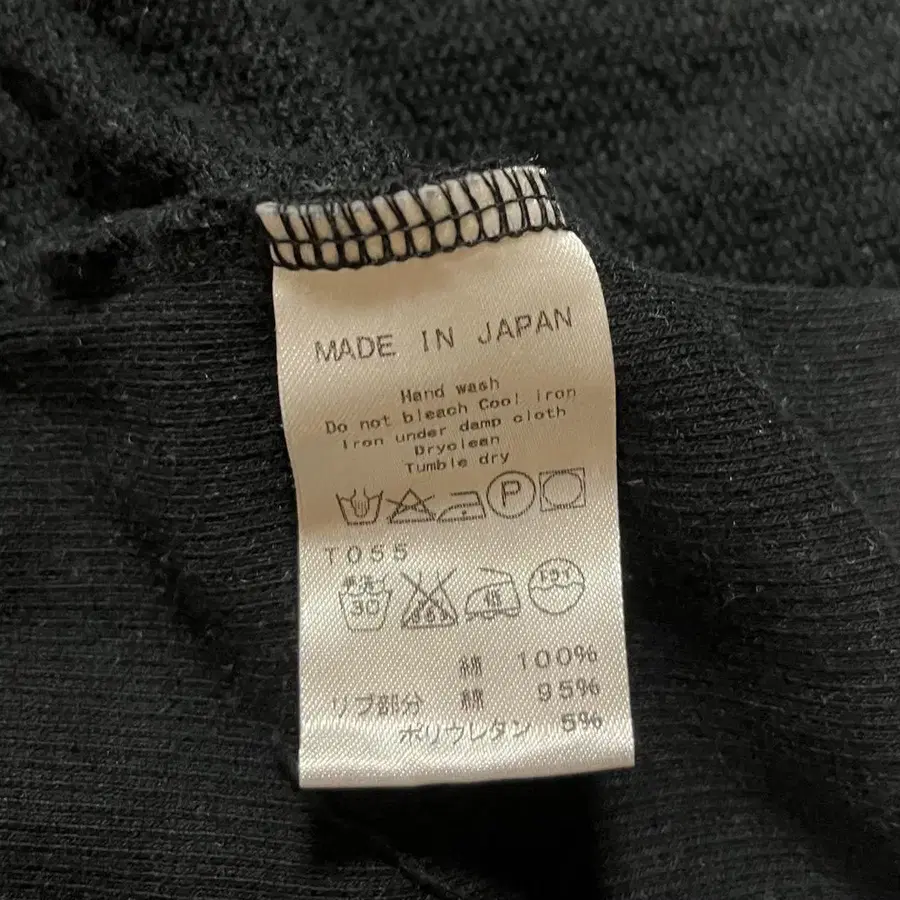 MADE IN JAPAN
Hand wash
Do not bleach Cool iron
Iron under damp cloth
Dryclean
Tumble dry
P
T055
30
綿 100%
リブ部分 綿 95%
ポリウレタン 5%